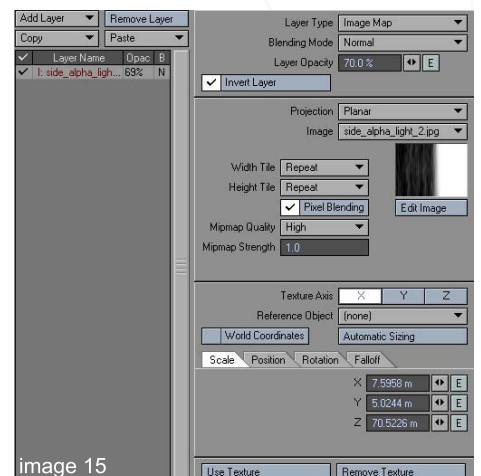 Add Layer Remove Layer
Copy Paste
Layer Name Opac B
I: side_alpha_ligh... 69% N
image 15
Layer Type Image Map
Blending Mode Normal
Layer Opacity 70.0 % E
Invert Layer
Projection Planar
Image side_alpha_light_2.jpg
Width Tile Repeat
Height Tile Repeat
Pixel Blending Edit Image
Mipmap Quality High
Mipmap Strength 1.0
Texture Axis X Y Z
Reference Object (none)
World Coordinates Automatic Sizing
Scale Position Rotation Falloff
X 7.5958 m E
Y 5.0244 m E
Z 70.5226 m E
Use Texture Remove Texture